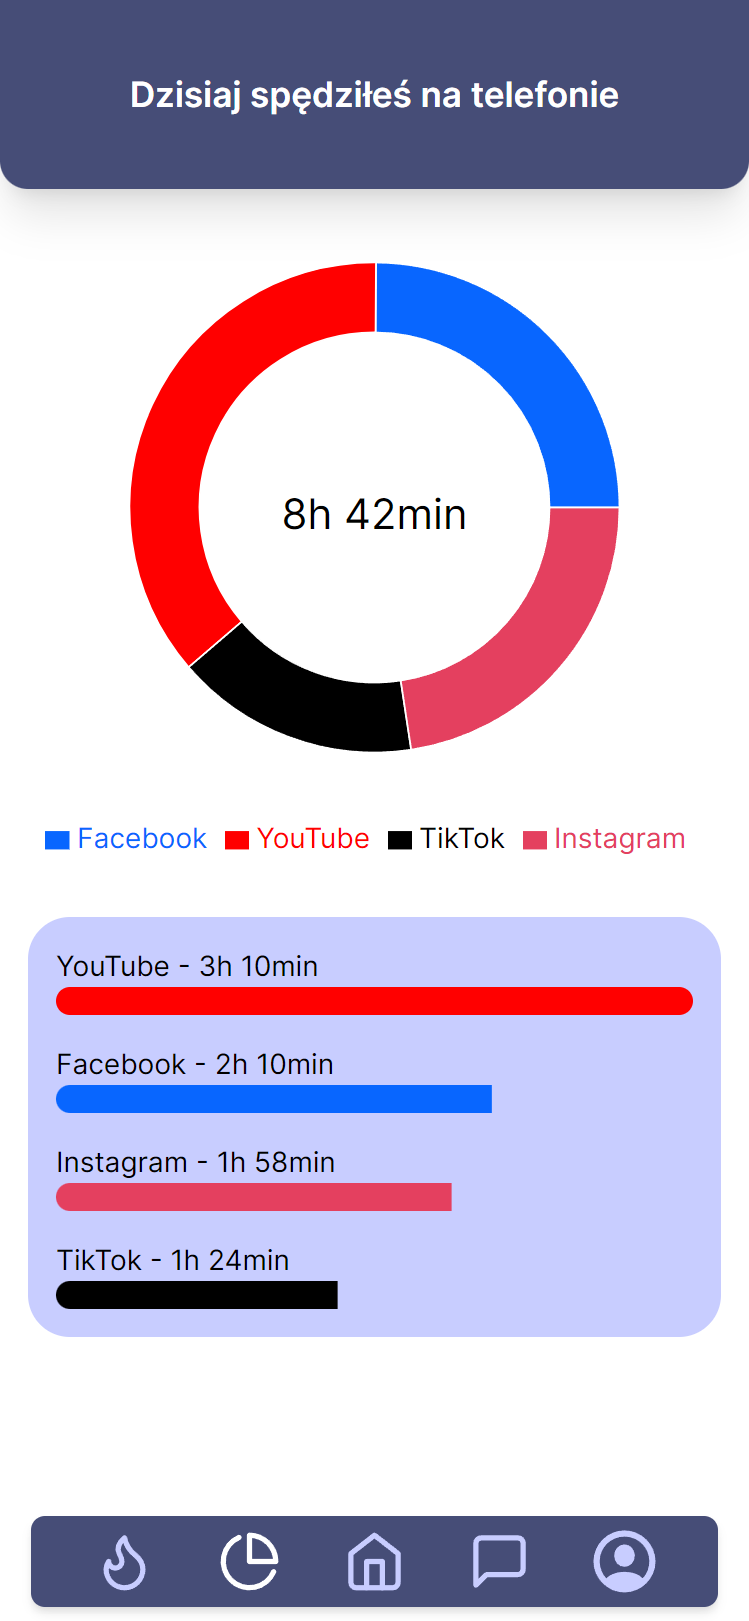 Dzisiaj spędziłeś na telefonie
8h 42min
Facebook YouTube TikTok Instagram
YouTube - 3h 10min
Facebook - 2h 10min
Instagram - 1h 58min
TikTok - 1h 24min